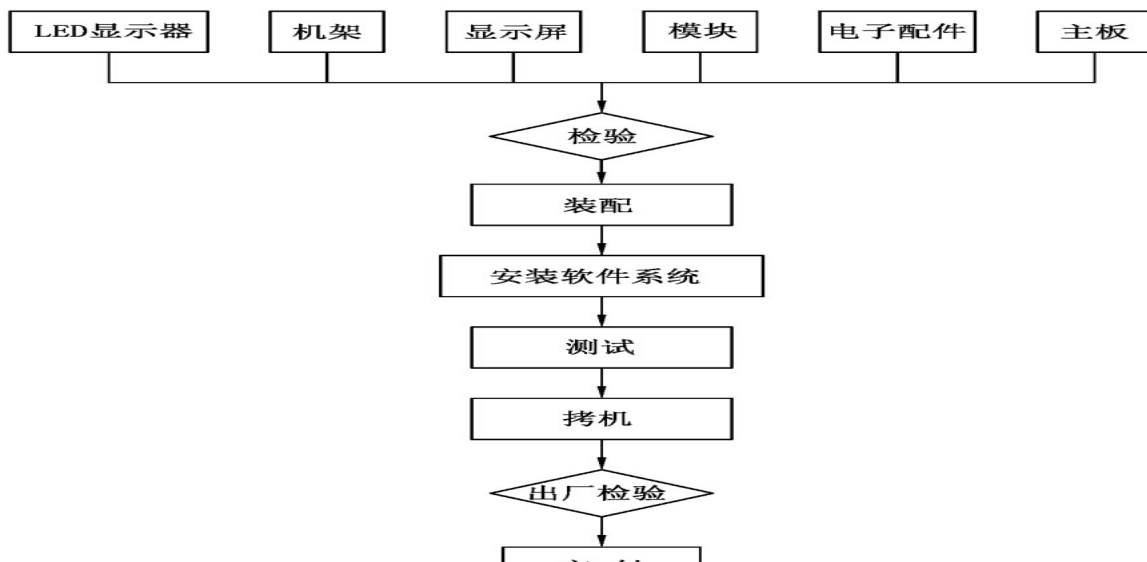 LED显示器 机架 显示屏 模块 电子配件 主板
检验
装配
安装软件系统
测试
拷机
出厂检验